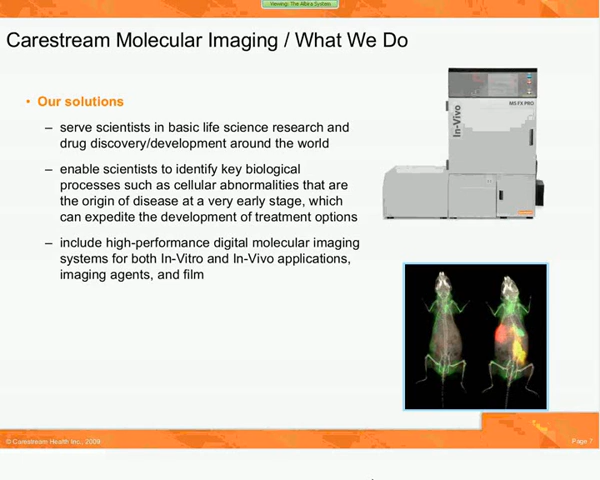 Viewing: The Albira System
Carestream Molecular Imaging / What We Do
• Our solutions
– serve scientists in basic life science research and
drug discovery/development around the world
– enable scientists to identify key biological
processes such as cellular abnormalities that are
the origin of disease at a very early stage, which
can expedite the development of treatment options
– include high-performance digital molecular imaging
systems for both In-Vitro and In-Vivo applications,
imaging agents, and film
In-Vivo
MS FX PRO
© Carestream Health Inc., 2009
Page 7